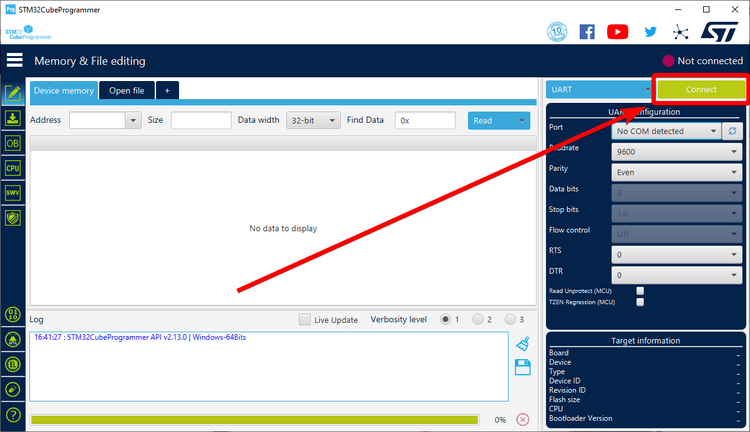 Prg STM32CubeProgrammer
STM32
CubeProgrammer
10
Memory & File editing
Not connected
Device memory Open file +
UART Connect
Address Size Data width 32-bit Find Data 0x Read
UART configuration
Port No COM detected
Baudrate 9600
Parity Even
Data bits 8
Stop bits 1.0
Flow control Off
RTS 0
DTR 0
Read Unprotect (MCU)
TZEN Regression (MCU)
OB
CPU
SWV
No data to display
Log Live Update Verbosity level 1 2 3
16:41:27 : STM32CubeProgrammer API v2.13.0 | Windows-64Bits
0%
Target information
Board -
Device -
Type -
Device ID -
Revision ID -
Flash size -
CPU -
Bootloader Version -
01
10
?